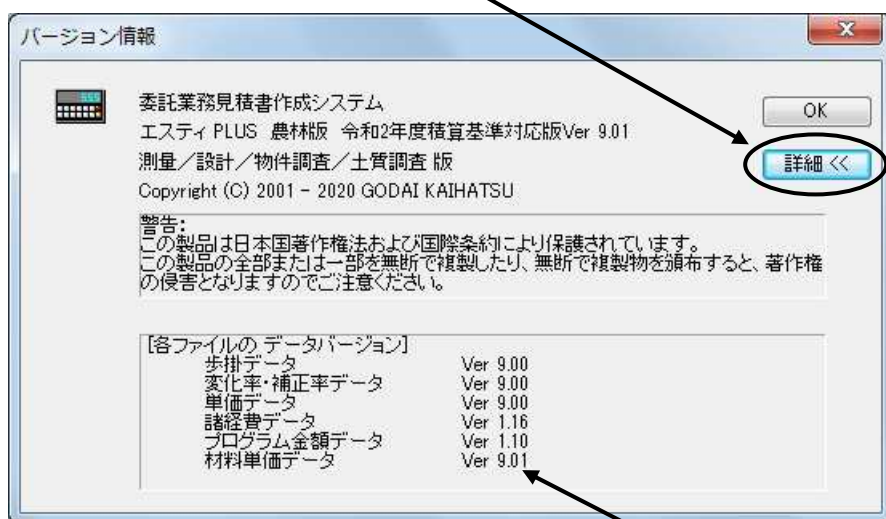 バージョン情報
委託業務見積書作成システム
エスティ PLUS 農林版 令和2年度積算基準対応版Ver 9.01
測量／設計／物件調査／土質調査 版
Copyright (C) 2001 - 2020 GODAI KAIHATSU
OK
詳細 <<
警告:
この製品は日本国著作権法および国際条約により保護されています。
この製品の全部または一部を無断で複製したり、無断で複製物を頒布すると、著作権
の侵害となりますのでご注意ください。
[各ファイルの データバージョン]
歩掛データ Ver 9.00
変化率･補正率データ Ver 9.00
単価データ Ver 9.00
諸経費データ Ver 1.16
プログラム金額データ Ver 1.10
材料単価データ Ver 9.01